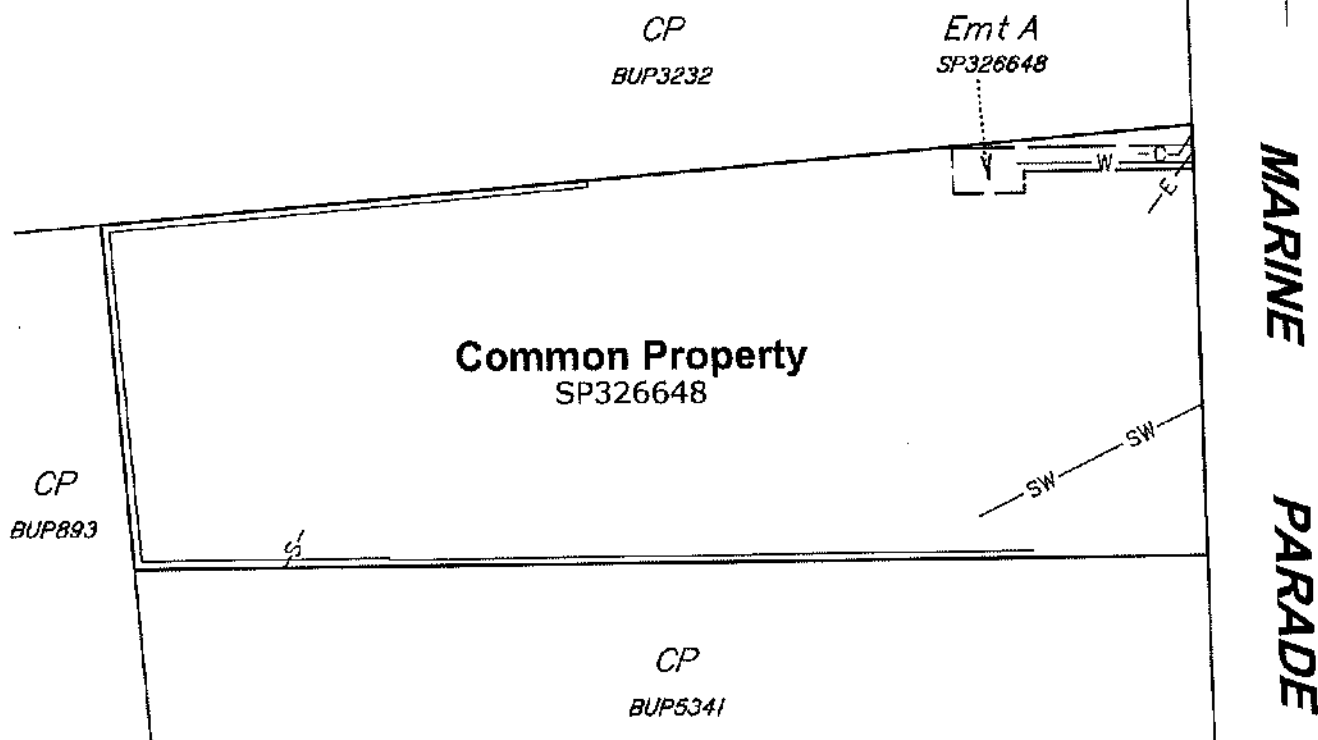 CP
BUP3232
Emt A
SP326648
W
C
E
MARINE
Common Property
SP326648
SW
SW
CP
BUP893
S
CP
BUP5341
PARADE